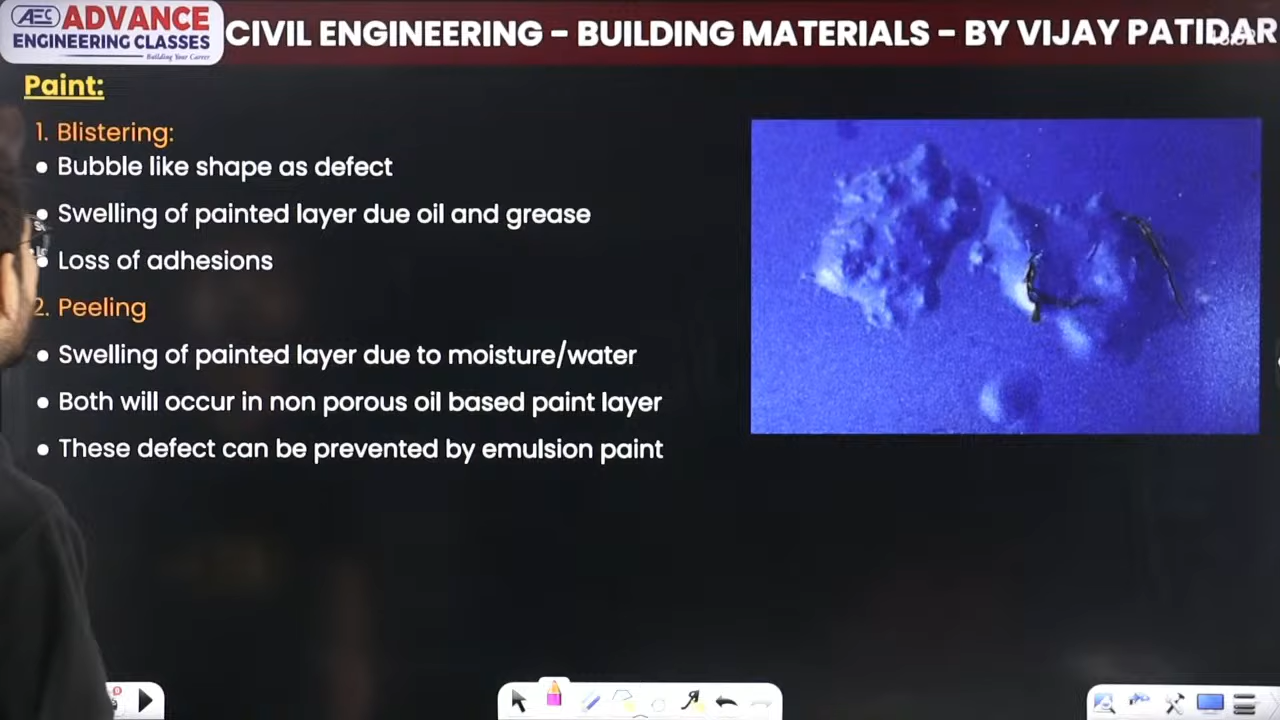 AEC ADVANCE
ENGINEERING CLASSES
Building Your Career
CIVIL ENGINEERING - BUILDING MATERIALS - BY VIJAY PATIDAR
Paint:
1. Blistering:
• Bubble like shape as defect
• Swelling of painted layer due oil and grease
• Loss of adhesions
2. Peeling
• Swelling of painted layer due to moisture/water
• Both will occur in non porous oil based paint layer
• These defect can be prevented by emulsion paint